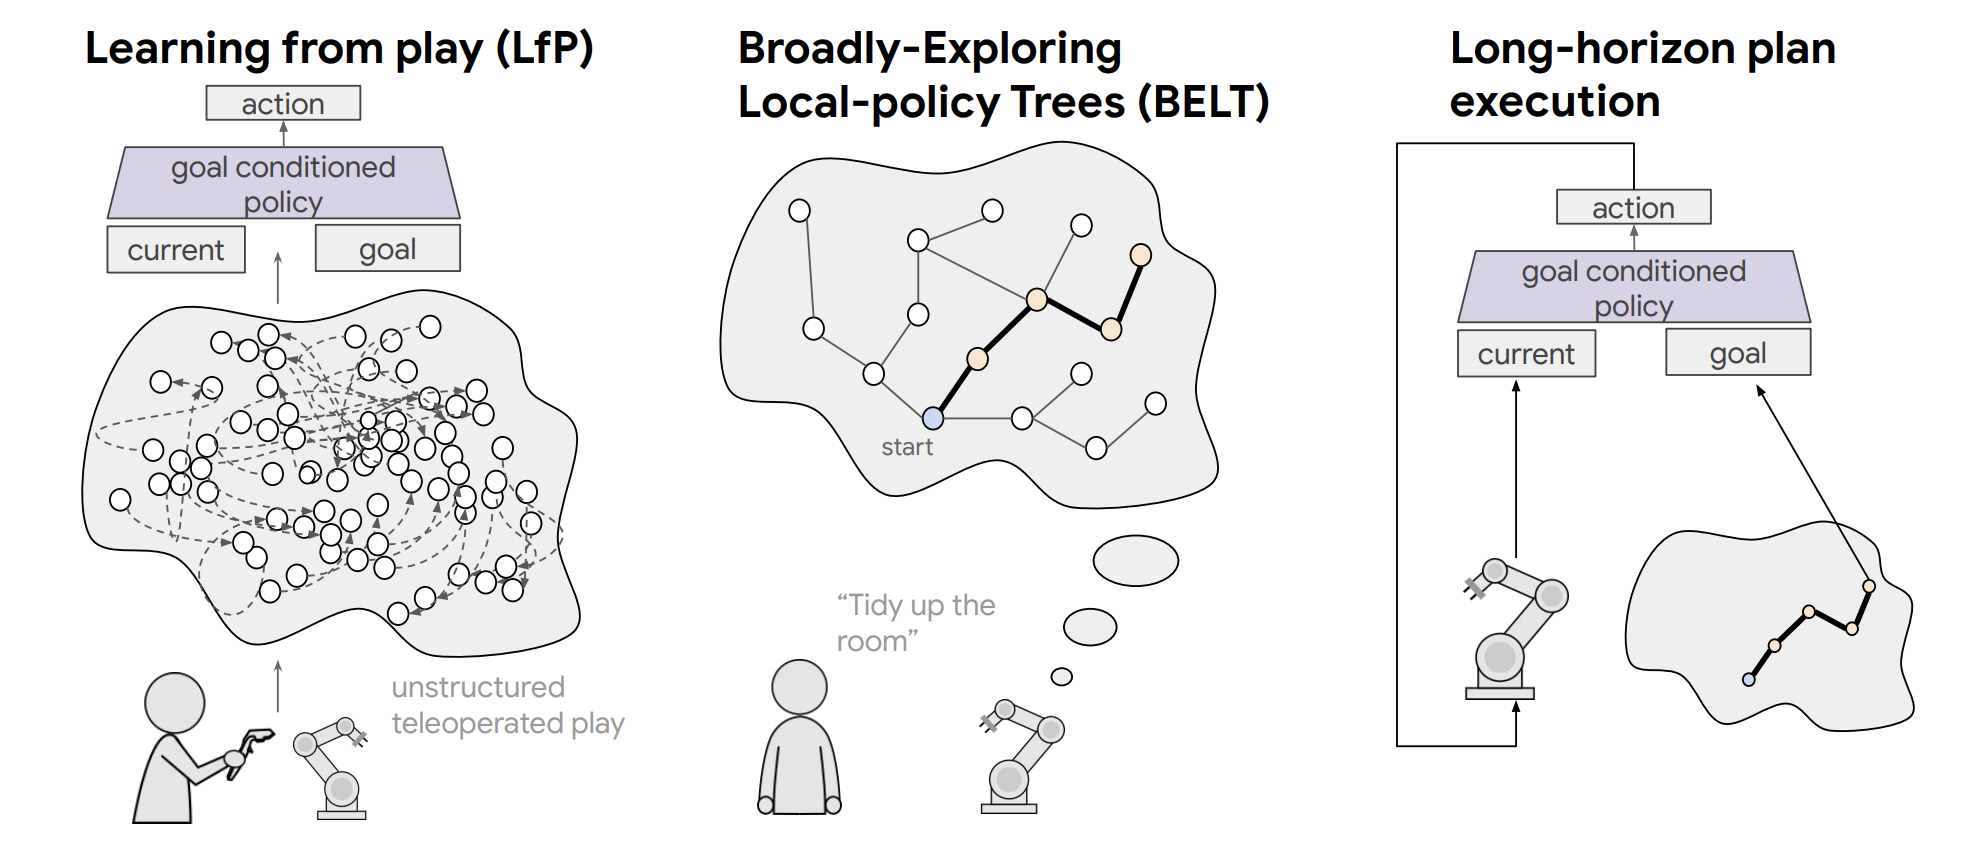 Learning from play (LfP)
action
goal conditioned
policy
current
goal
unstructured
teleoperated play
Broadly-Exploring
Local-policy Trees (BELT)
start
“Tidy up the
room”
Long-horizon plan
execution
action
goal conditioned
policy
current
goal